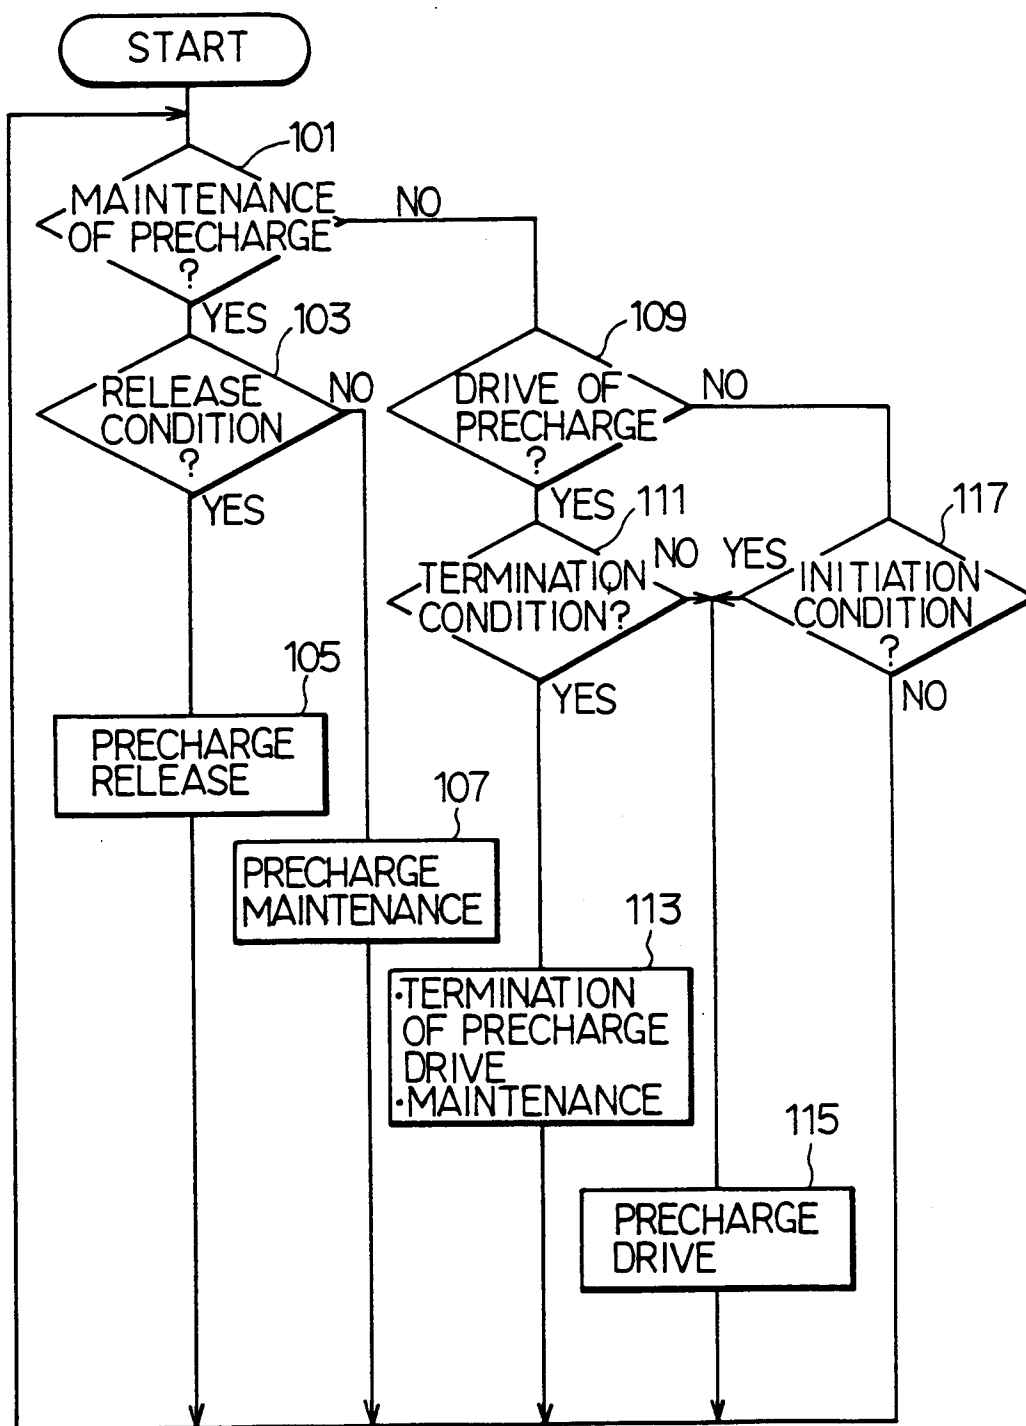 START
101
MAINTENANCE
OF PRECHARGE
?
NO
YES
103
RELEASE
CONDITION
?
NO
YES
109
DRIVE OF
PRECHARGE
?
NO
YES
111
TERMINATION
CONDITION?
NO
YES
117
INITIATION
CONDITION
?
YES
NO
105
PRECHARGE
RELEASE
107
PRECHARGE
MAINTENANCE
113
·TERMINATION
OF PRECHARGE
DRIVE
·MAINTENANCE
115
PRECHARGE
DRIVE